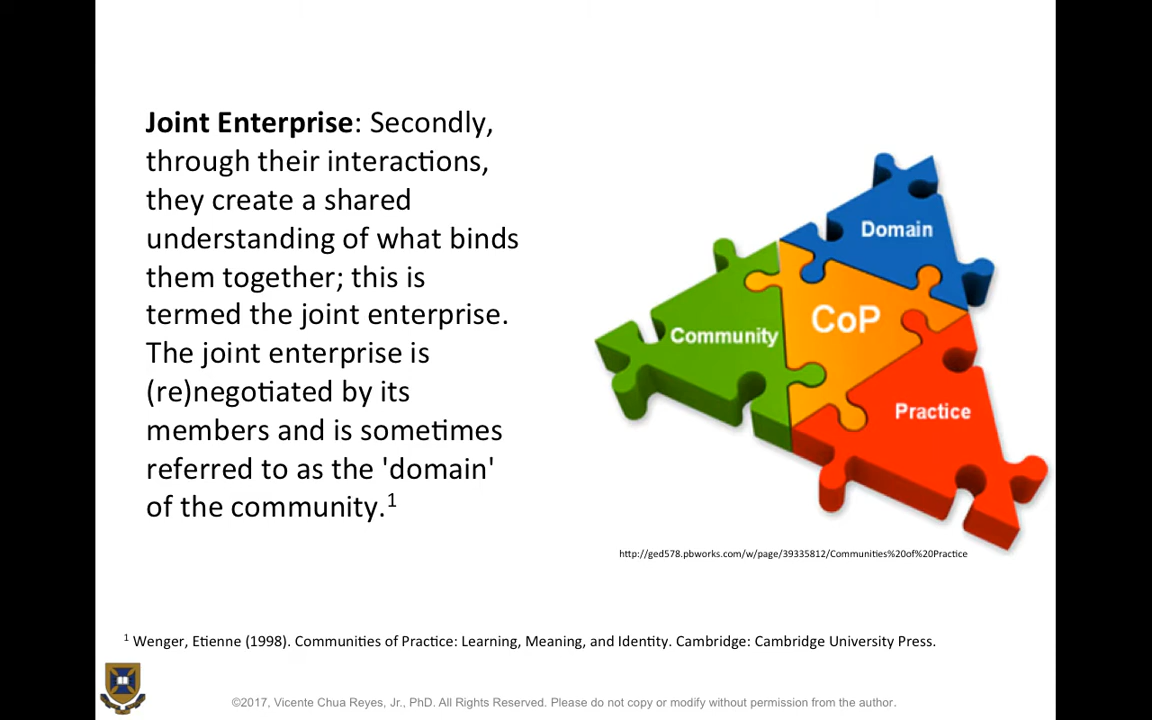 Joint Enterprise: Secondly,
through their interactions,
they create a shared
understanding of what binds
them together; this is
termed the joint enterprise.
The joint enterprise is
(re)negotiated by its
members and is sometimes
referred to as the 'domain'
of the community.1
Domain
CoP
Community
Practice
http://ged578.pbworks.com/w/page/39335812/Communities%20of%20Practice
1 Wenger, Etienne (1998). Communities of Practice: Learning, Meaning, and Identity. Cambridge: Cambridge University Press.
©2017, Vicente Chua Reyes, Jr., PhD. All Rights Reserved. Please do not copy or modify without permission from the author.